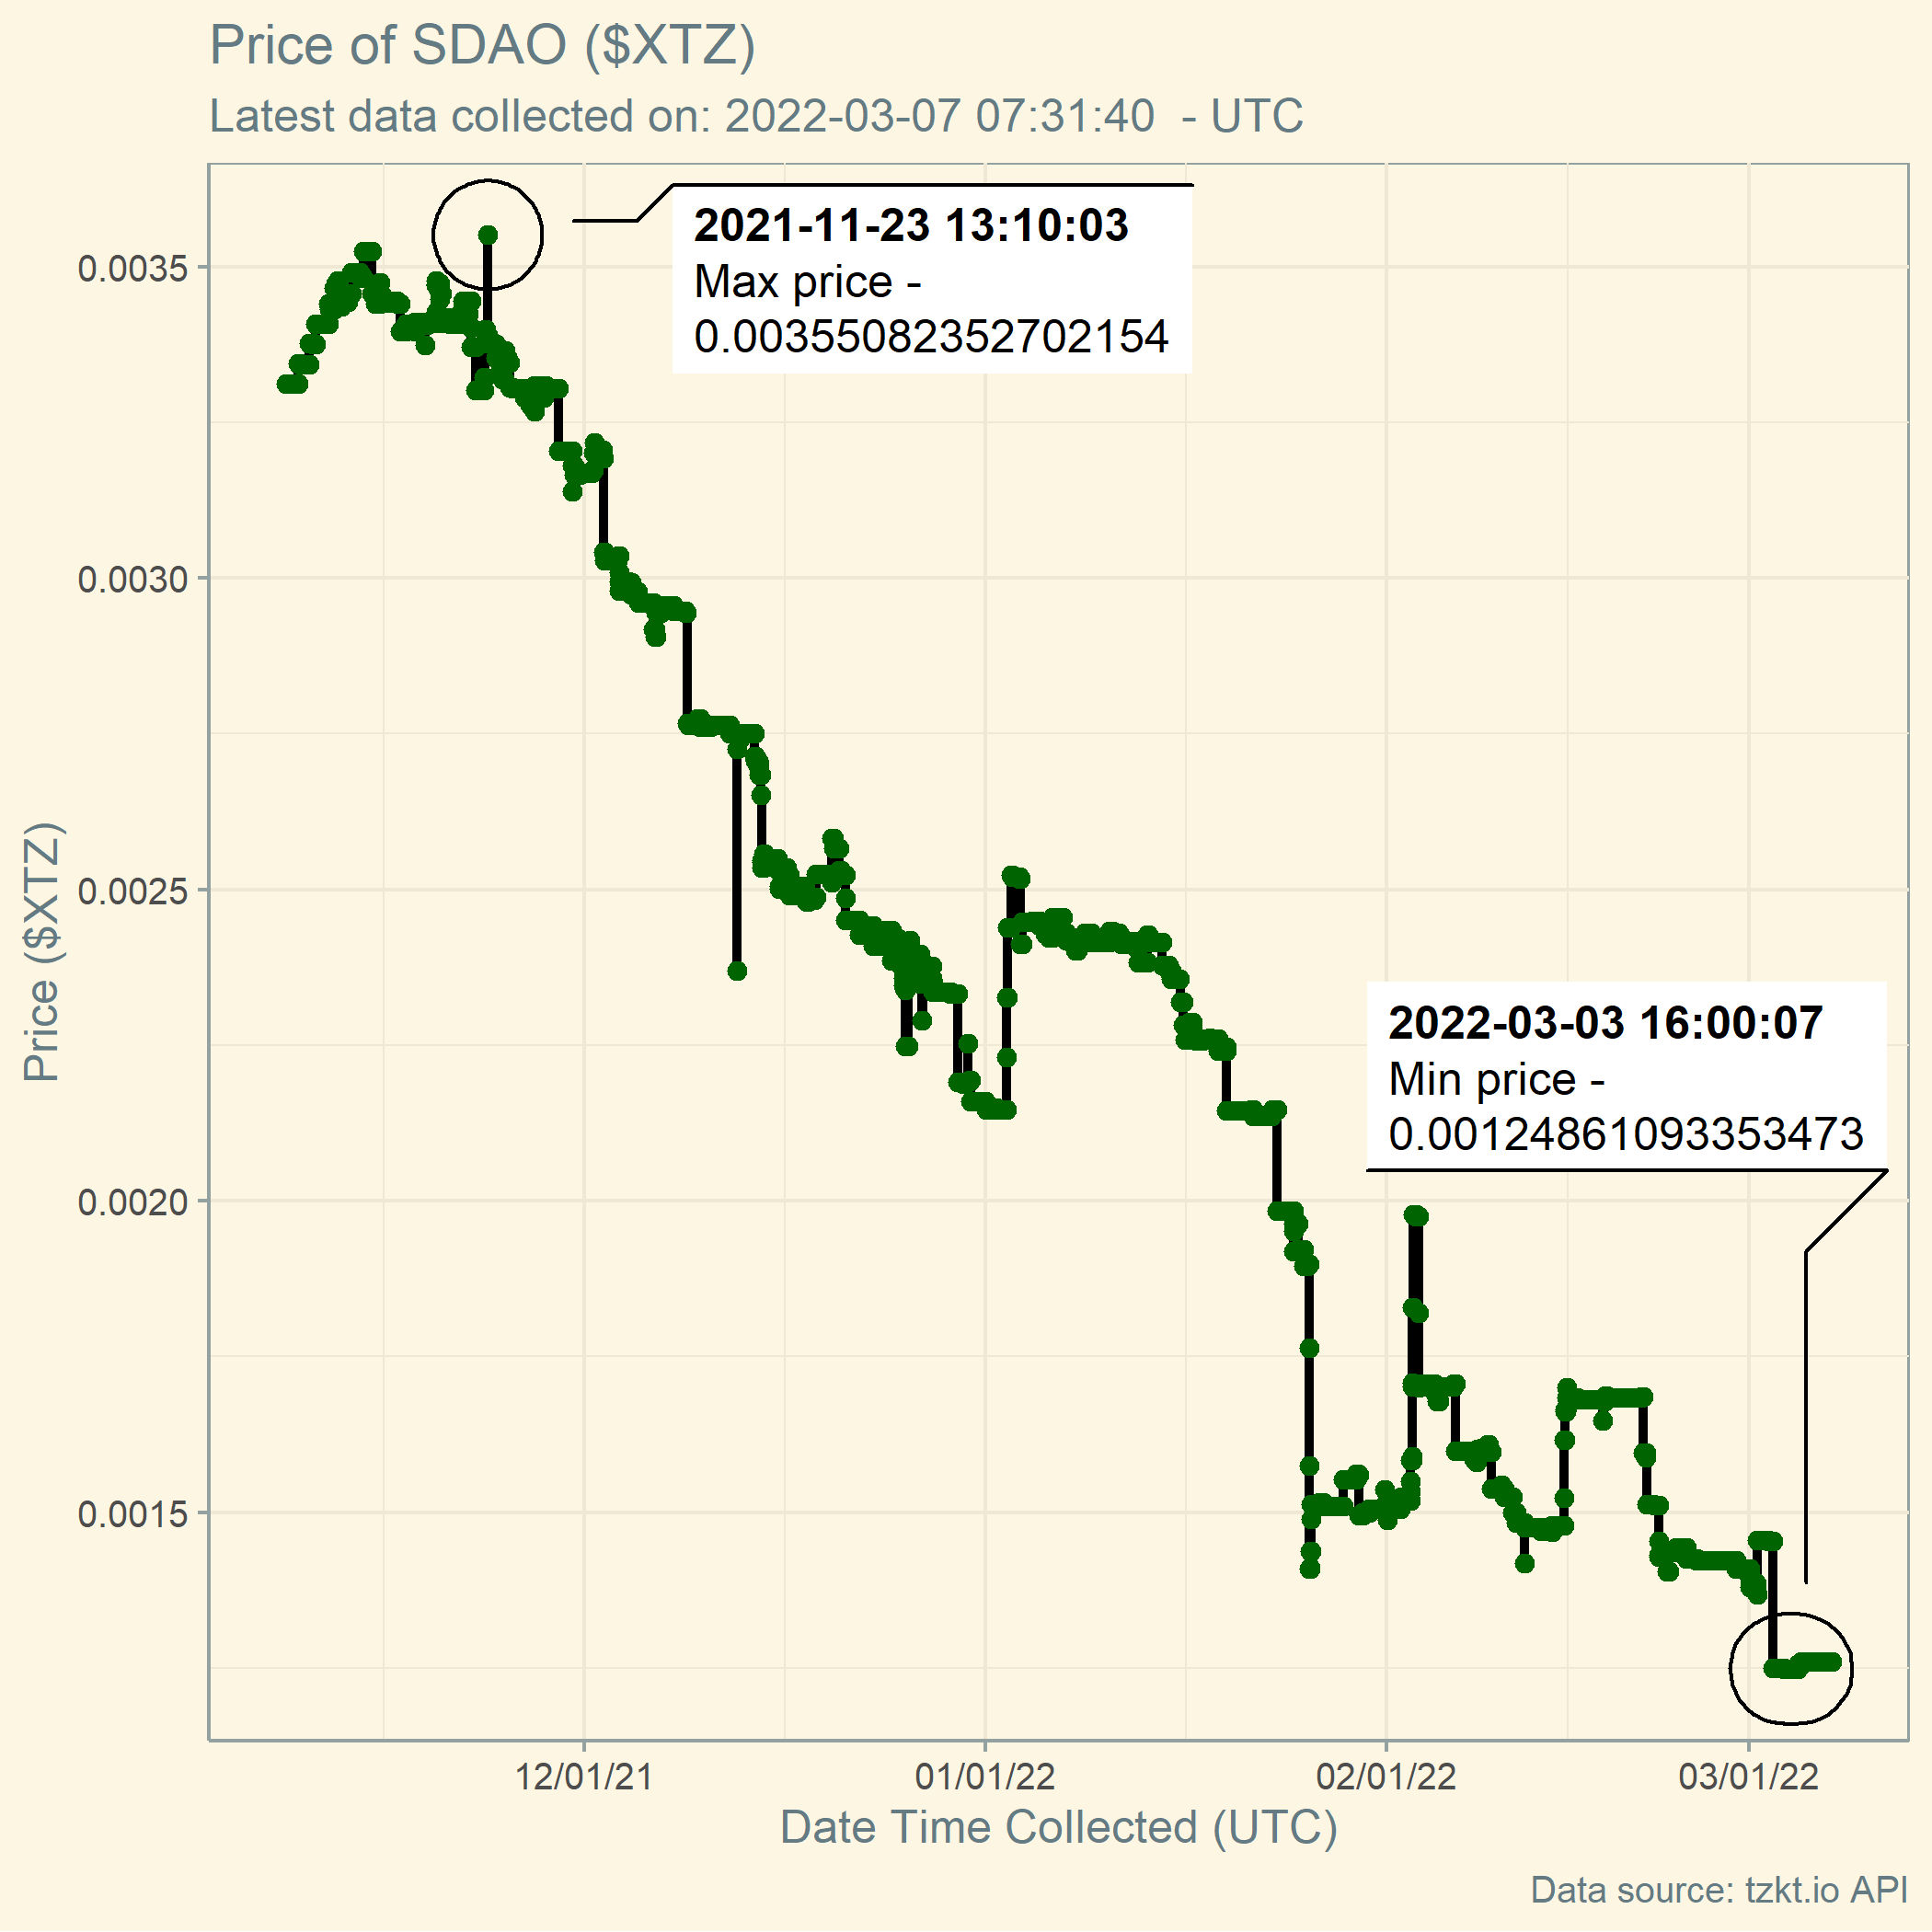 Price of SDAO ($XTZ)
Latest data collected on: 2022-03-07 07:31:40  - UTC
2021-11-23 13:10:03
Max price -
0.00355082352702154
2022-03-03 16:00:07
Min price -
0.00124861093353473
Price ($XTZ)
0.0035
0.0030
0.0025
0.0020
0.0015
12/01/21
01/01/22
02/01/22
03/01/22
Date Time Collected (UTC)
Data source: tzkt.io API